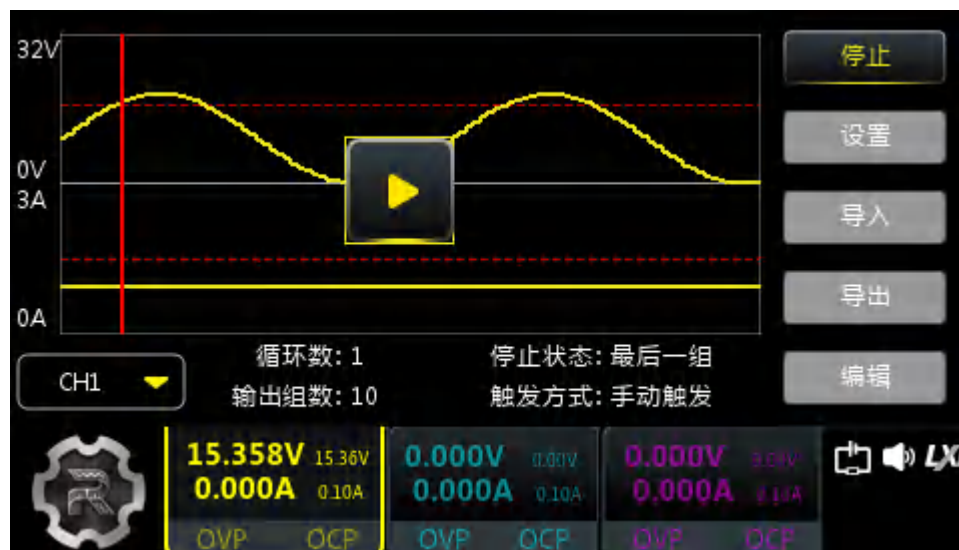 32V
停止
设置
0V
3A
导入
导出
0A
循环数: 1
停止状态: 最后一组
CH1
编辑
输出组数: 10
触发方式: 手动触发
15.358V 15.36V
0.000A 0.10A
OVP OCP
0.000V 0.00V
0.000A 0.10A
OVP OCP
0.000V
0.000A
OVP OCP
LXI
R